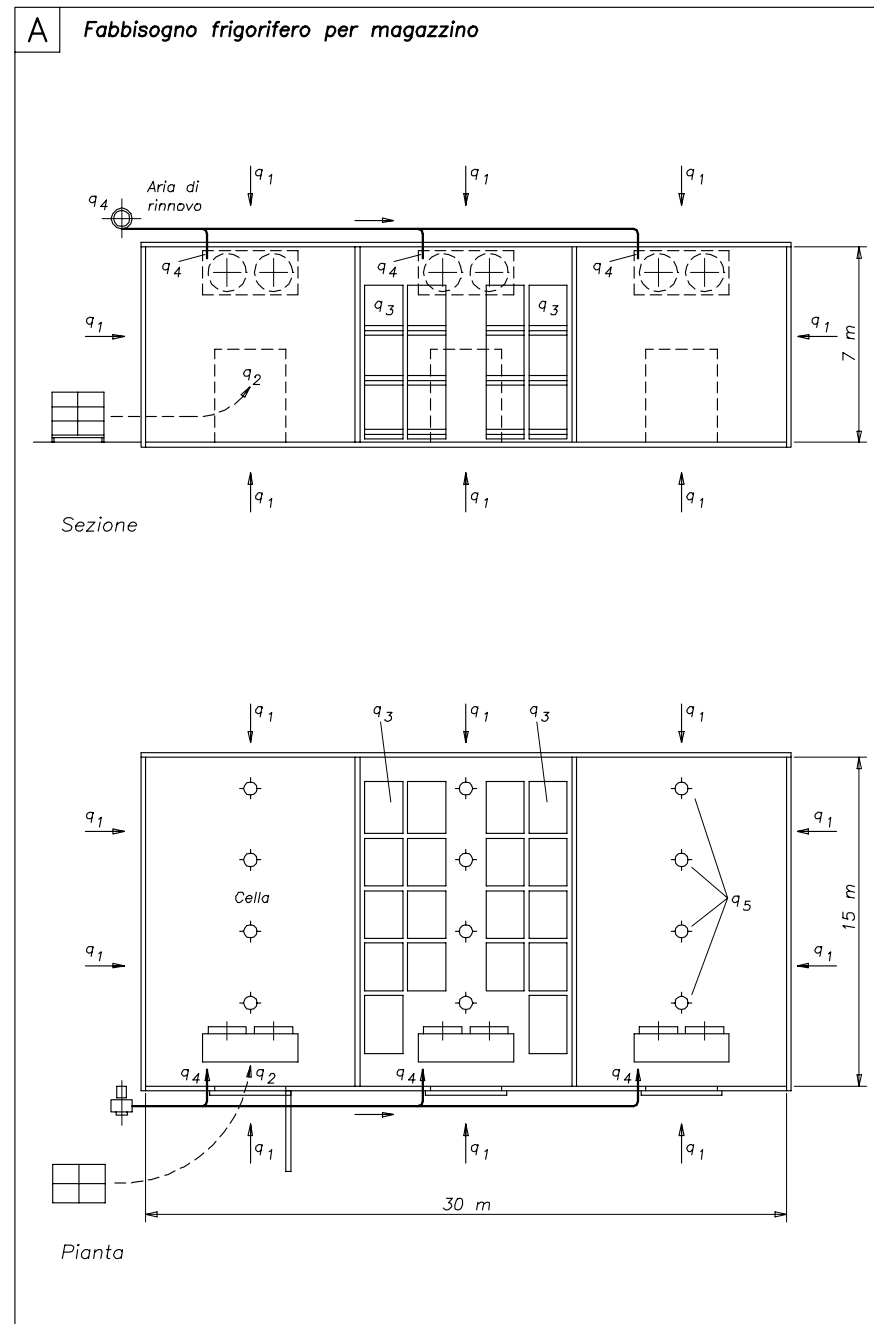 A Fabbisogno frigorifero per magazzino
q1 q1 q1
q4 Aria di
rinnovo
q4 q4 q4
q3 q3
q1 q1
7 m
q2
q1 q1 q1
Sezione
q1 q3 q1 q3 q1
q1 q1
Cella q5
15 m
q1 q1
q4 q2 q4 q4
q1 q1 q1
30 m
Pianta